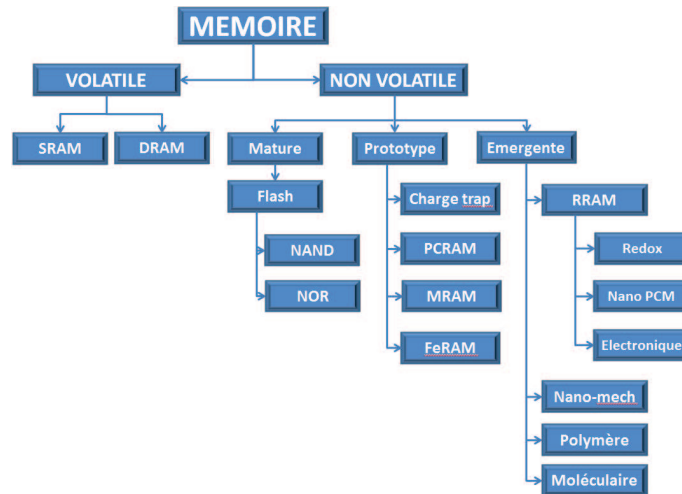 MEMOIRE
VOLATILE
NON VOLATILE
SRAM
DRAM
Mature
Prototype
Emergente
Flash
NAND
NOR
Charge trap
PCRAM
MRAM
FeRAM
RRAM
Redox
Nano PCM
Electronique
Nano-mech
Polymère
Moléculaire